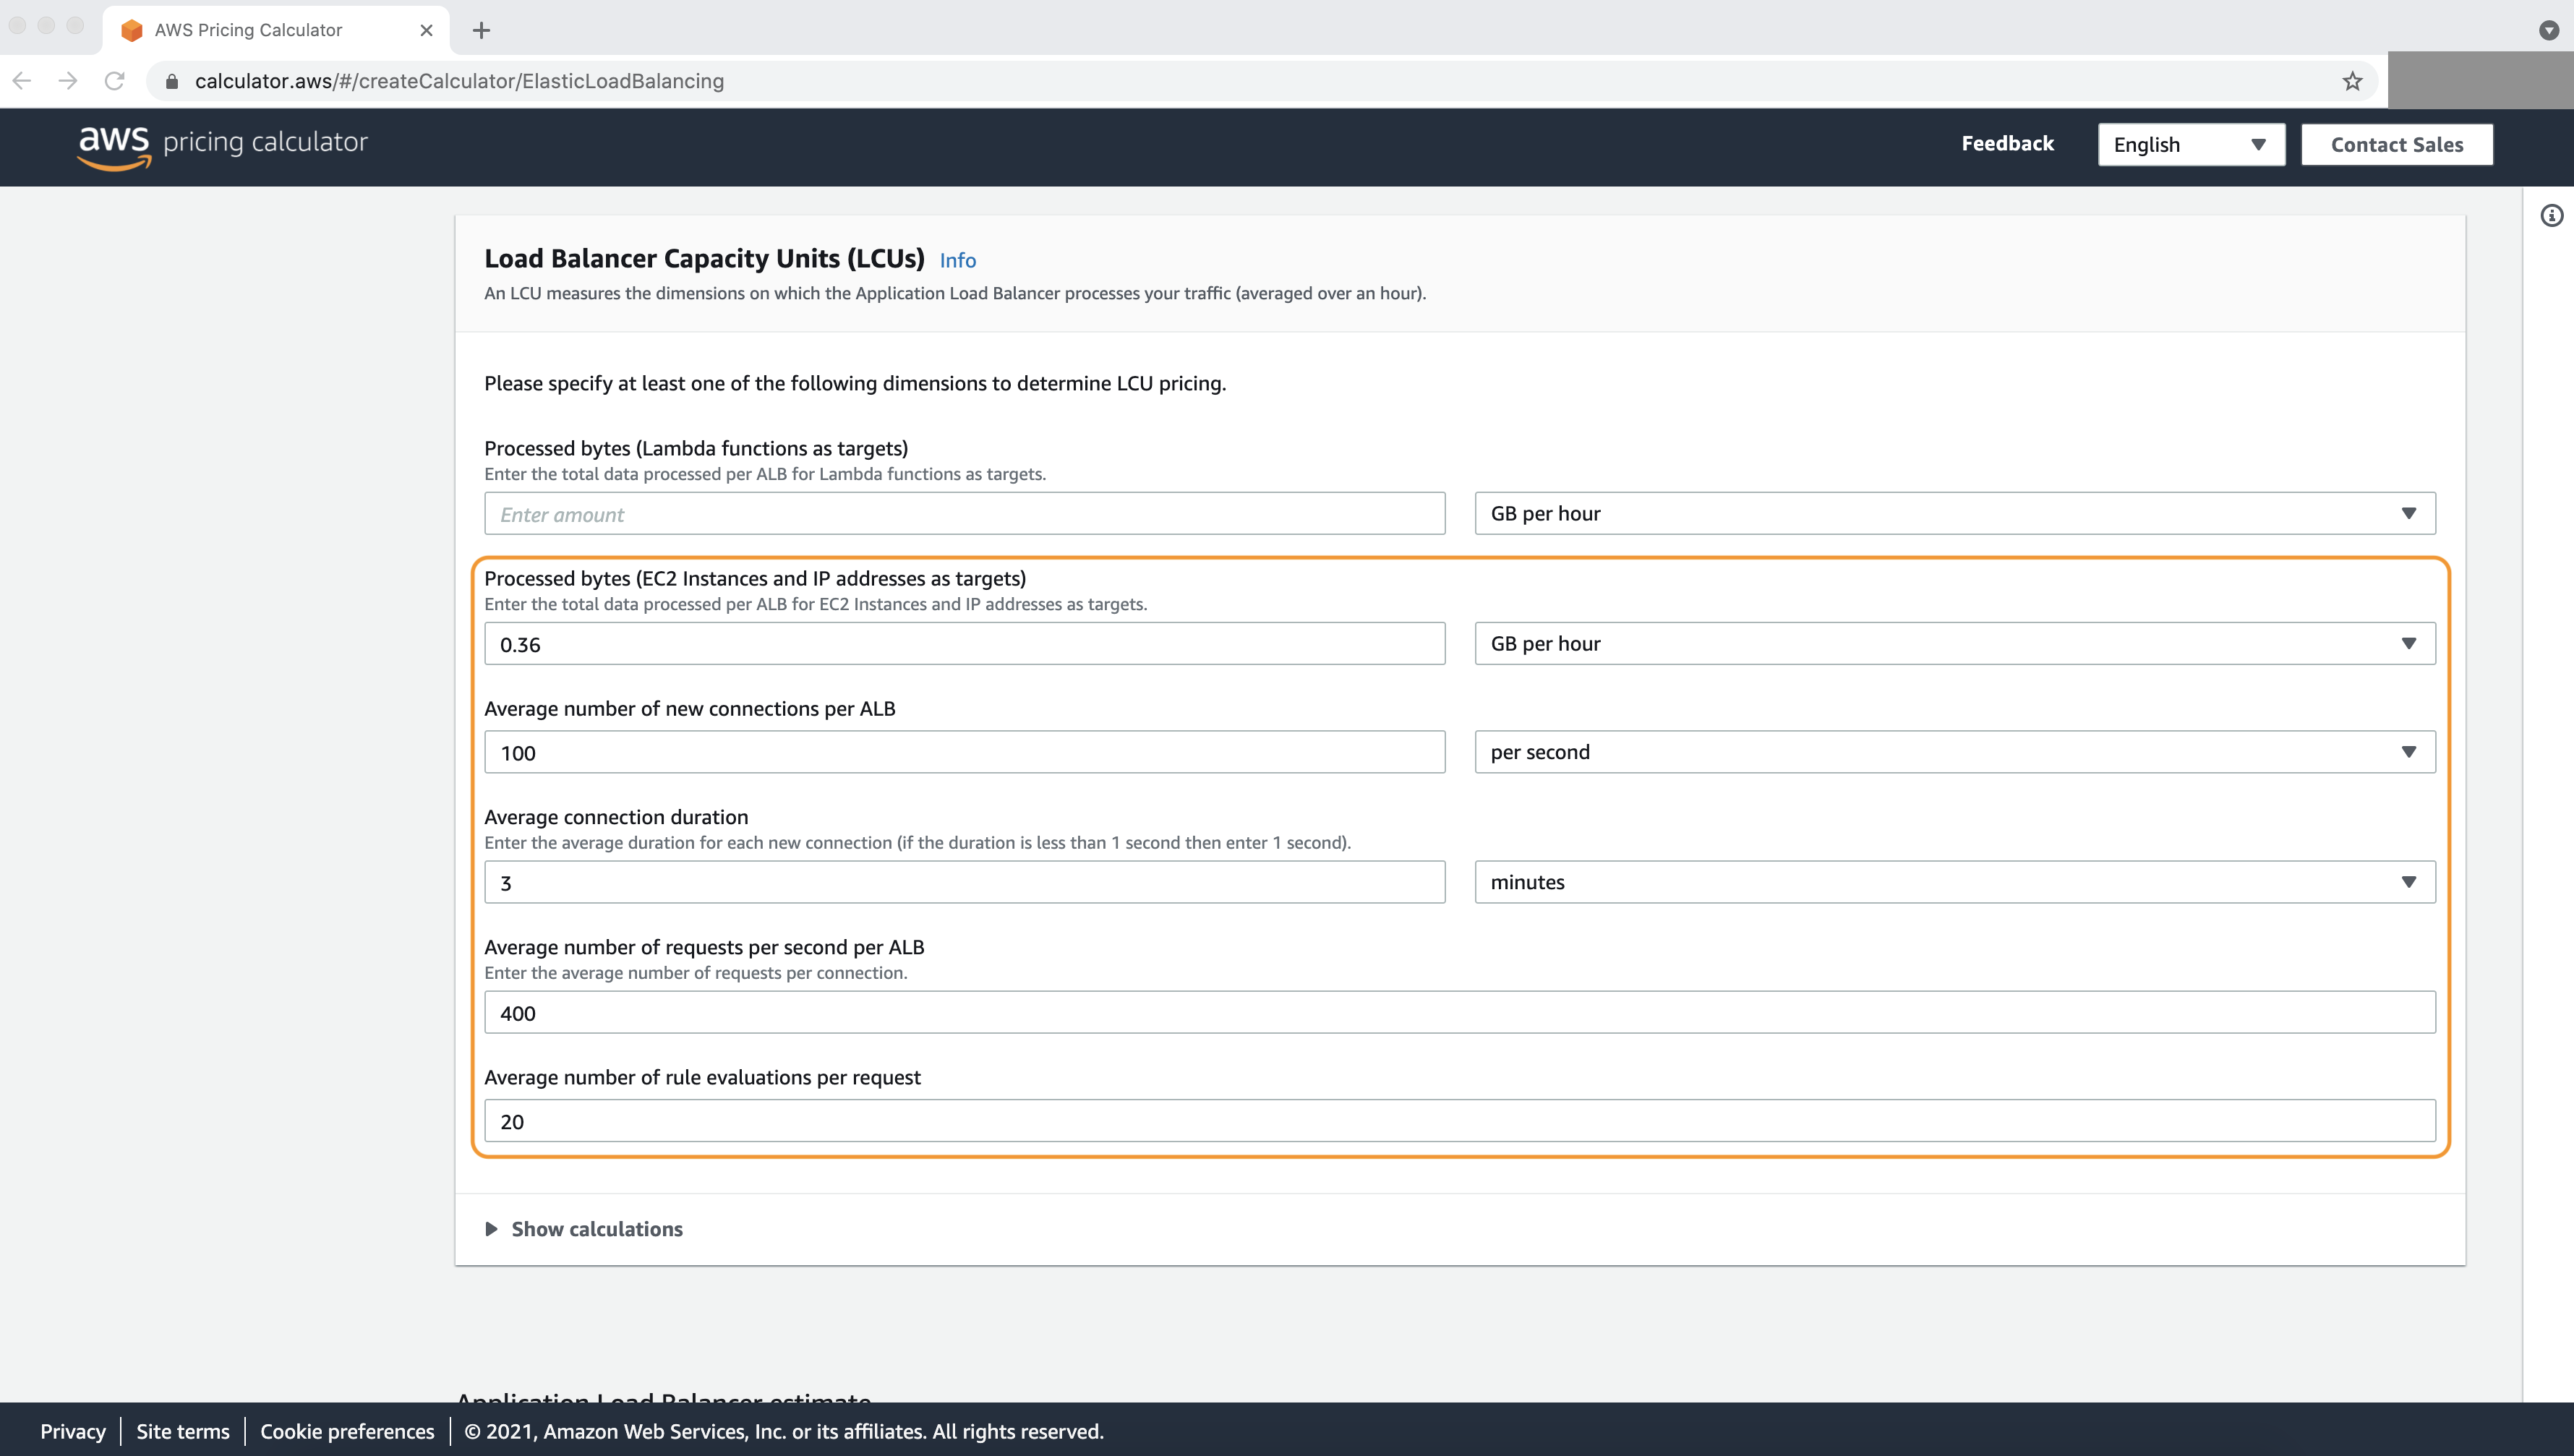 AWS Pricing Calculator
calculator.aws/#/createCalculator/ElasticLoadBalancing
aws pricing calculator
Feedback
English
Contact Sales
Load Balancer Capacity Units (LCUs) Info
An LCU measures the dimensions on which the Application Load Balancer processes your traffic (averaged over an hour).
Please specify at least one of the following dimensions to determine LCU pricing.
Processed bytes (Lambda functions as targets)
Enter the total data processed per ALB for Lambda functions as targets.
Enter amount
GB per hour
Processed bytes (EC2 Instances and IP addresses as targets)
Enter the total data processed per ALB for EC2 Instances and IP addresses as targets.
0.36
GB per hour
Average number of new connections per ALB
100
per second
Average connection duration
Enter the average duration for each new connection (if the duration is less than 1 second then enter 1 second).
3
minutes
Average number of requests per second per ALB
Enter the average number of requests per connection.
400
Average number of rule evaluations per request
20
Show calculations
Application Load Balancer estimate
Privacy
Site terms
Cookie preferences
© 2021, Amazon Web Services, Inc. or its affiliates. All rights reserved.